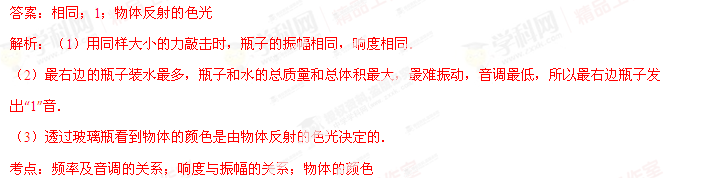 答案：相同；1；物体反射的色光
解析：（1）用同样大小的力敲击时，瓶子的振幅相同，响度相同．
（2）最右边的瓶子装水最多，瓶子和水的总质量和总体积最大，最难振动，音调最低，所以最右边瓶子发
出“1”音．
（3）透过玻璃瓶看到物体的颜色是由物体反射的色光决定的．
考点：频率及音调的关系；响度与振幅的关系；物体的颜色